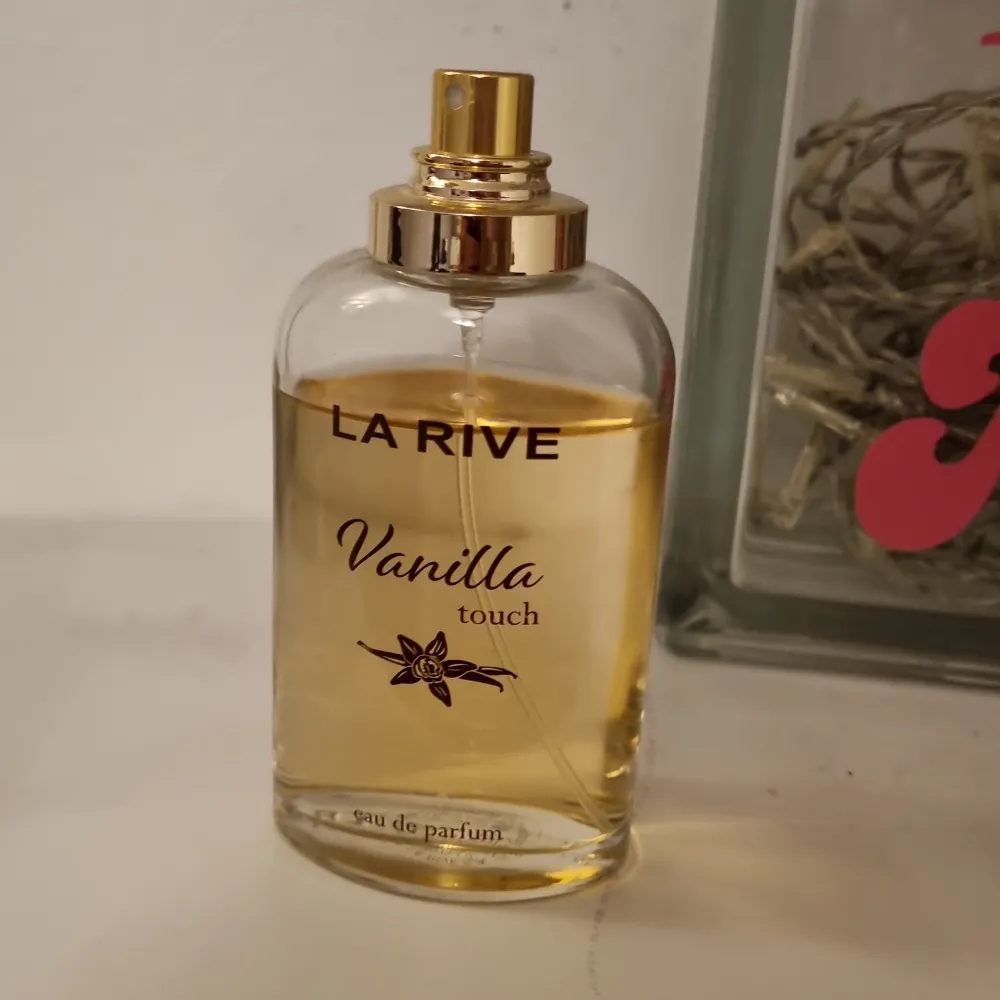 LA RIVE
Vanilla
touch
eau de parfum